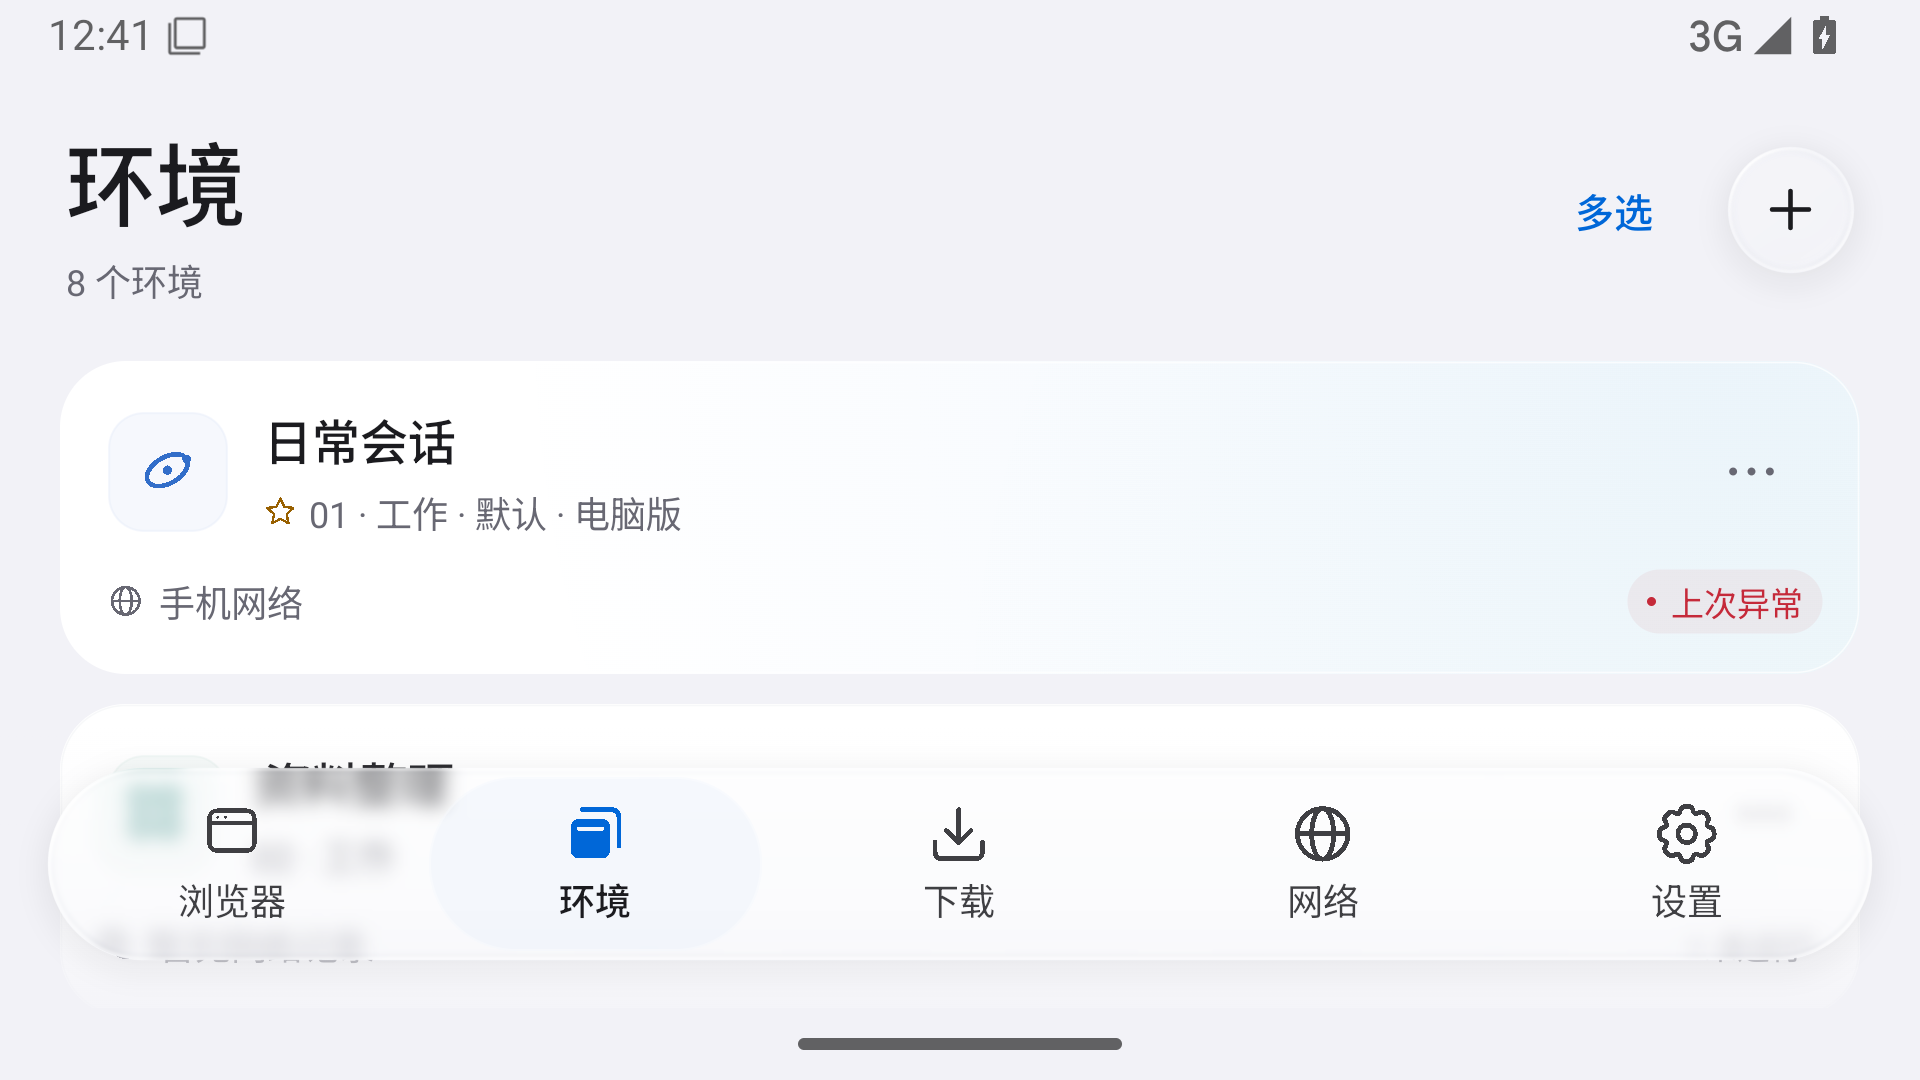 12:41
3G
环境
多选
8 个环境
日常会话
01 · 工作 · 默认 · 电脑版
手机网络
上次异常
浏览器
环境
下载
网络
设置